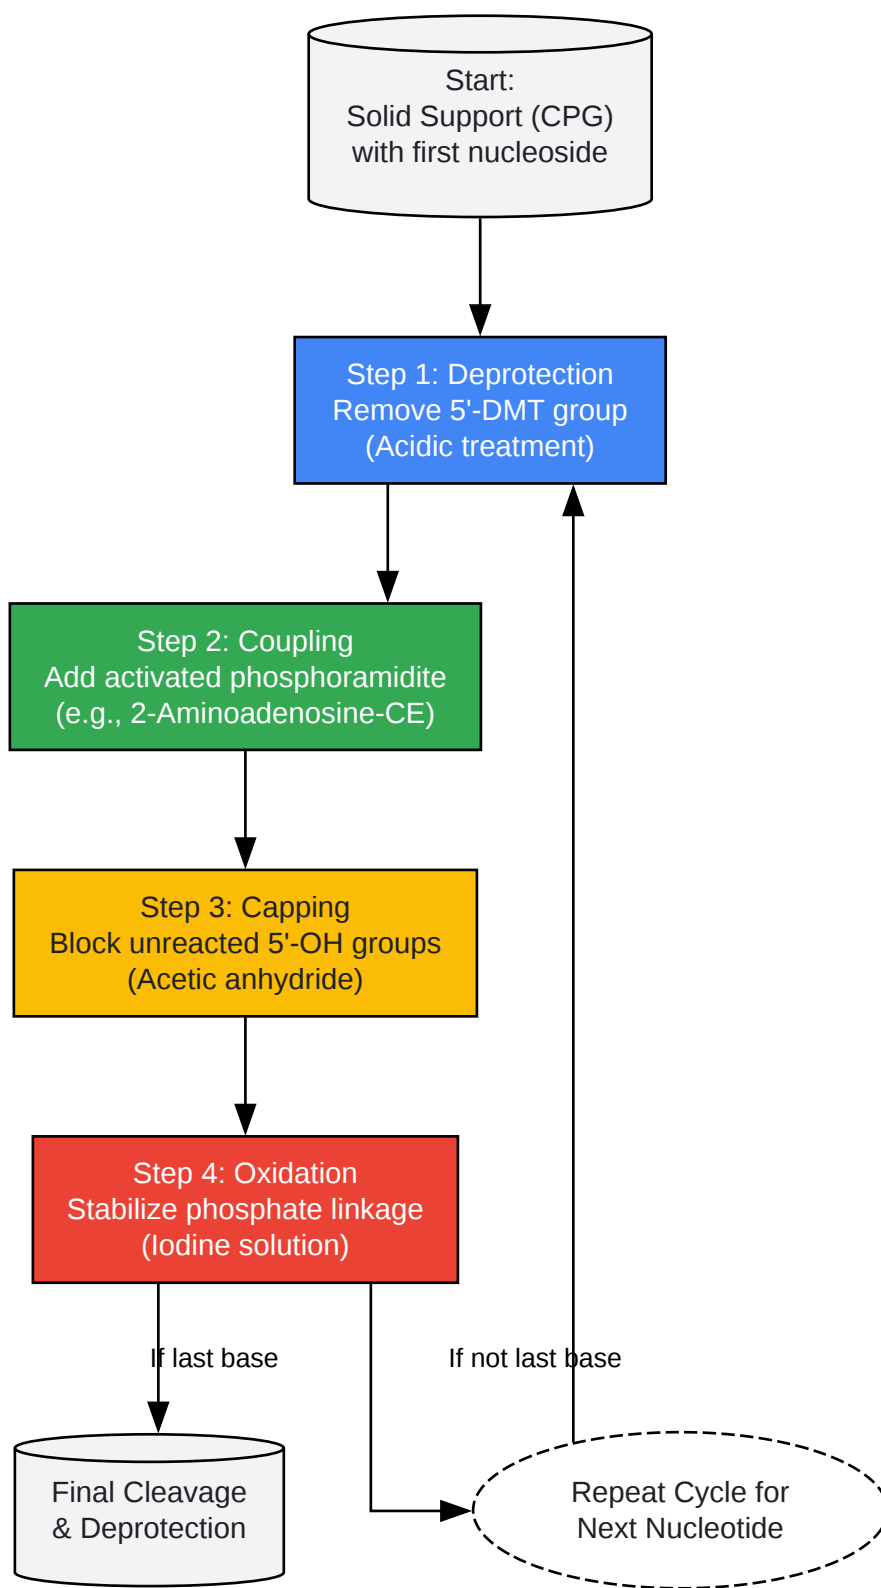 Start:
Solid Support (CPG)
with first nucleoside
Step 1: Deprotection
Remove 5'-DMT group
(Acidic treatment)
Step 2: Coupling
Add activated phosphoramidite
(e.g., 2-Aminoadenosine-CE)
Step 3: Capping
Block unreacted 5'-OH groups
(Acetic anhydride)
Step 4: Oxidation
Stabilize phosphate linkage
(Iodine solution)
If last base
If not last base
Final Cleavage
& Deprotection
Repeat Cycle for
Next Nucleotide